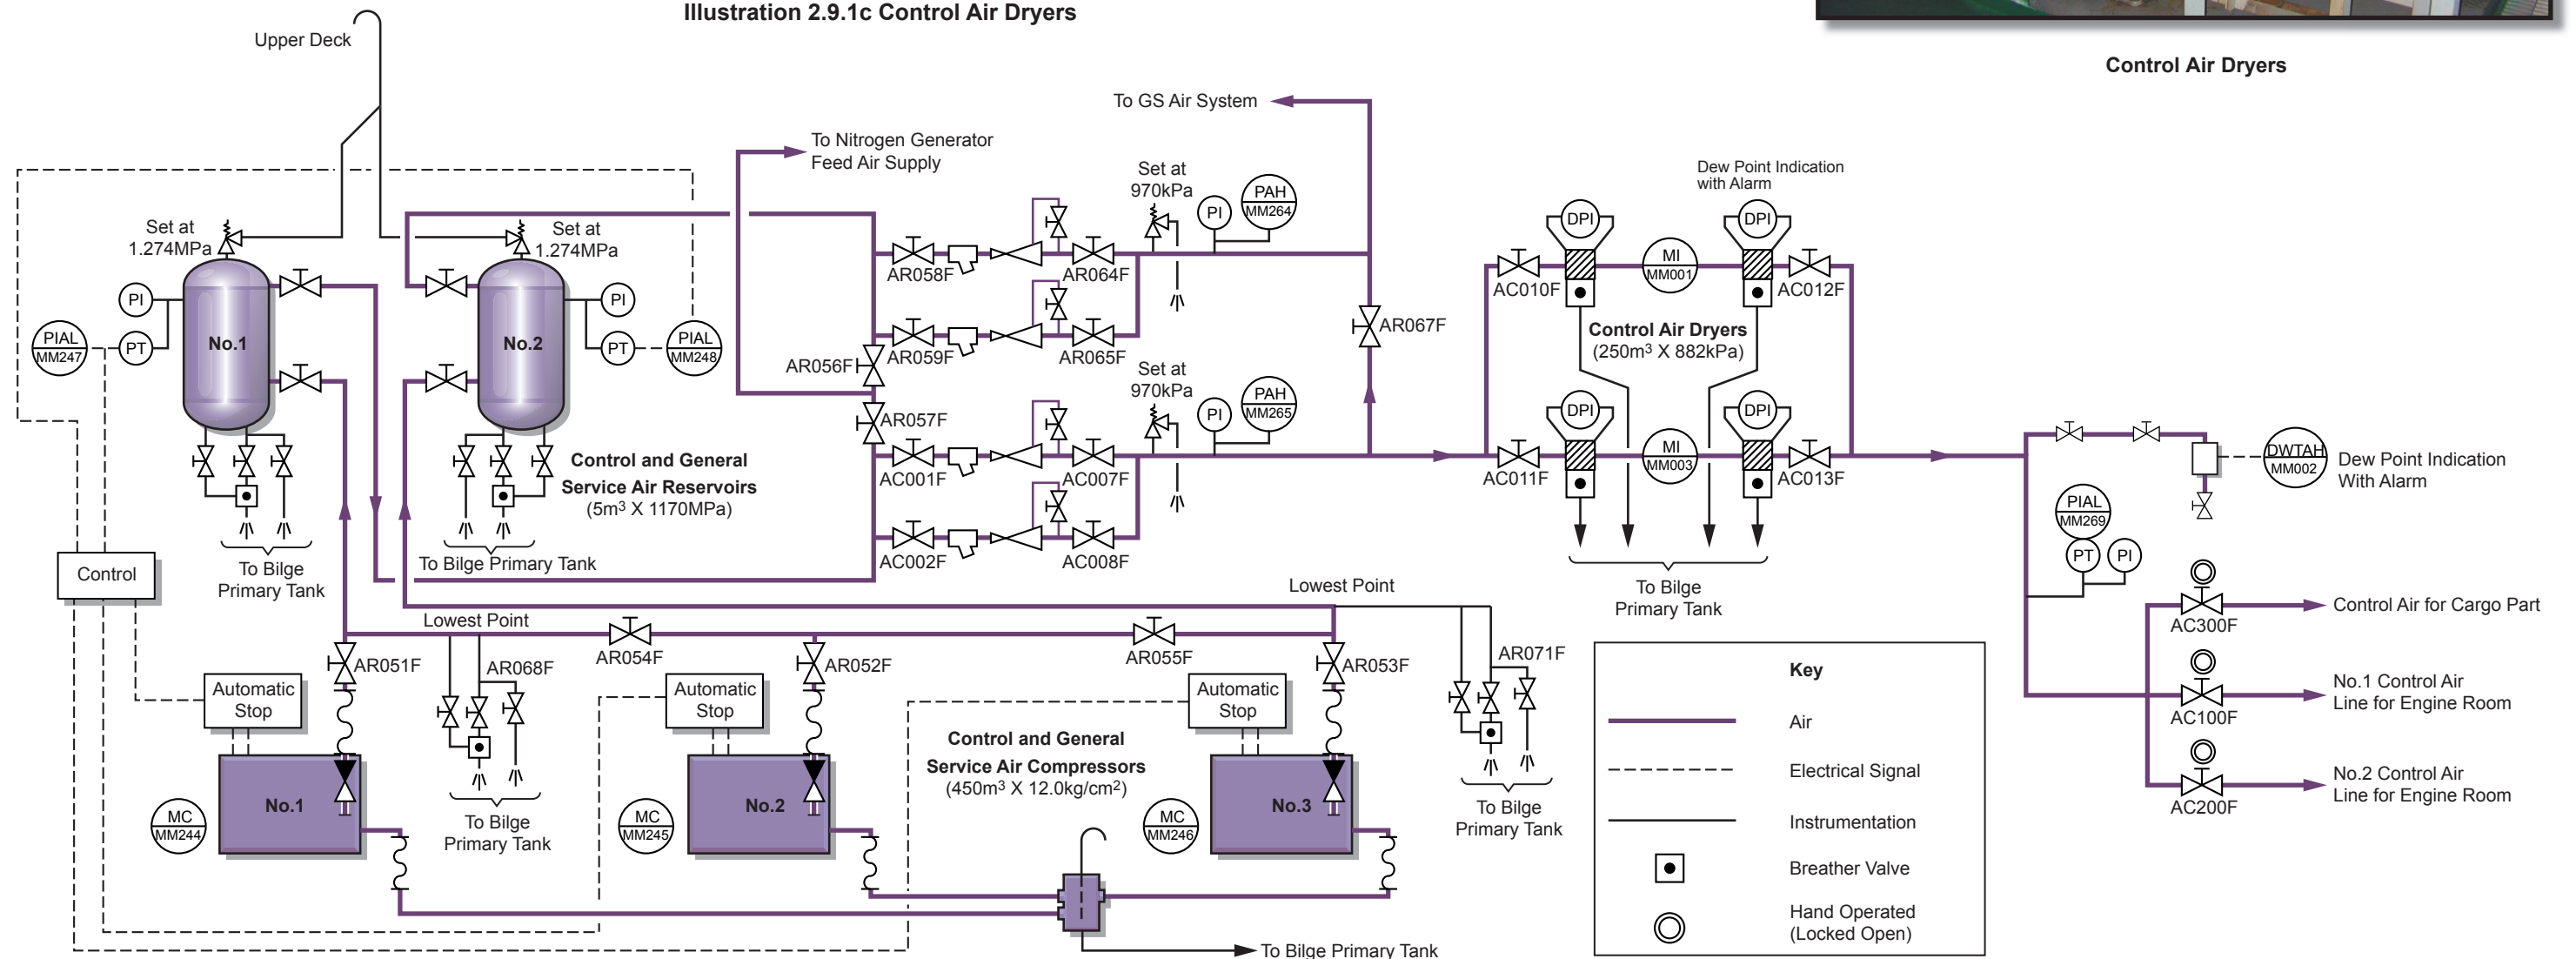 Illustration 2.9.1c Control Air Dryers
Control Air Dryers
Upper Deck
To GS Air System
To Nitrogen Generator
Feed Air Supply
Set at
1.274MPa
Set at
1.274MPa
PI
PT
PIAL
MM247
No.1
No.2
PI
PT
PIAL
MM248
Control and General
Service Air Reservoirs
(5m³ X 1170MPa)
To Bilge
Primary Tank
To Bilge Primary Tank
AR058F
AR064F
AR059F
AR065F
AR056F
AR057F
AC001F
AC007F
AC002F
AC008F
Set at
970kPa
PI
PAH
MM264
Set at
970kPa
PI
PAH
MM265
AR067F
Dew Point Indication
with Alarm
DPI
DPI
AC010F
MI
MM001
AC012F
Control Air Dryers
(250m³ X 882kPa)
DPI
DPI
AC011F
MI
MM003
AC013F
To Bilge
Primary Tank
DWTAH
MM002
Dew Point Indication
With Alarm
PIAL
MM269
PT
PI
AC300F
Control Air for Cargo Part
AC100F
No.1 Control Air
Line for Engine Room
AC200F
No.2 Control Air
Line for Engine Room
Control
Lowest Point
Lowest Point
AR051F
AR068F
AR054F
AR052F
AR055F
AR053F
AR071F
Automatic
Stop
Automatic
Stop
Automatic
Stop
Control and General
Service Air Compressors
(450m³ X 12.0kg/cm²)
No.1
No.2
No.3
MC
MM244
MC
MM245
MC
MM246
To Bilge
Primary Tank
To Bilge
Primary Tank
To Bilge Primary Tank
Key
Air
Electrical Signal
Instrumentation
Breather Valve
Hand Operated
(Locked Open)